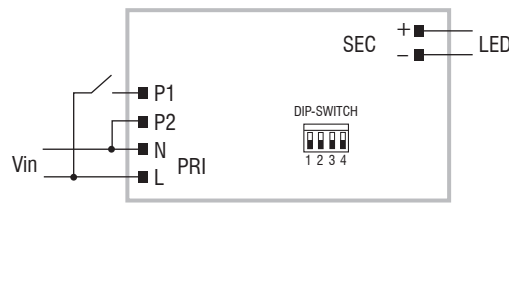 +
SEC
LED
–
P1
P2
DIP-SWITCH
N
PRI
1 2 3 4
Vin
L